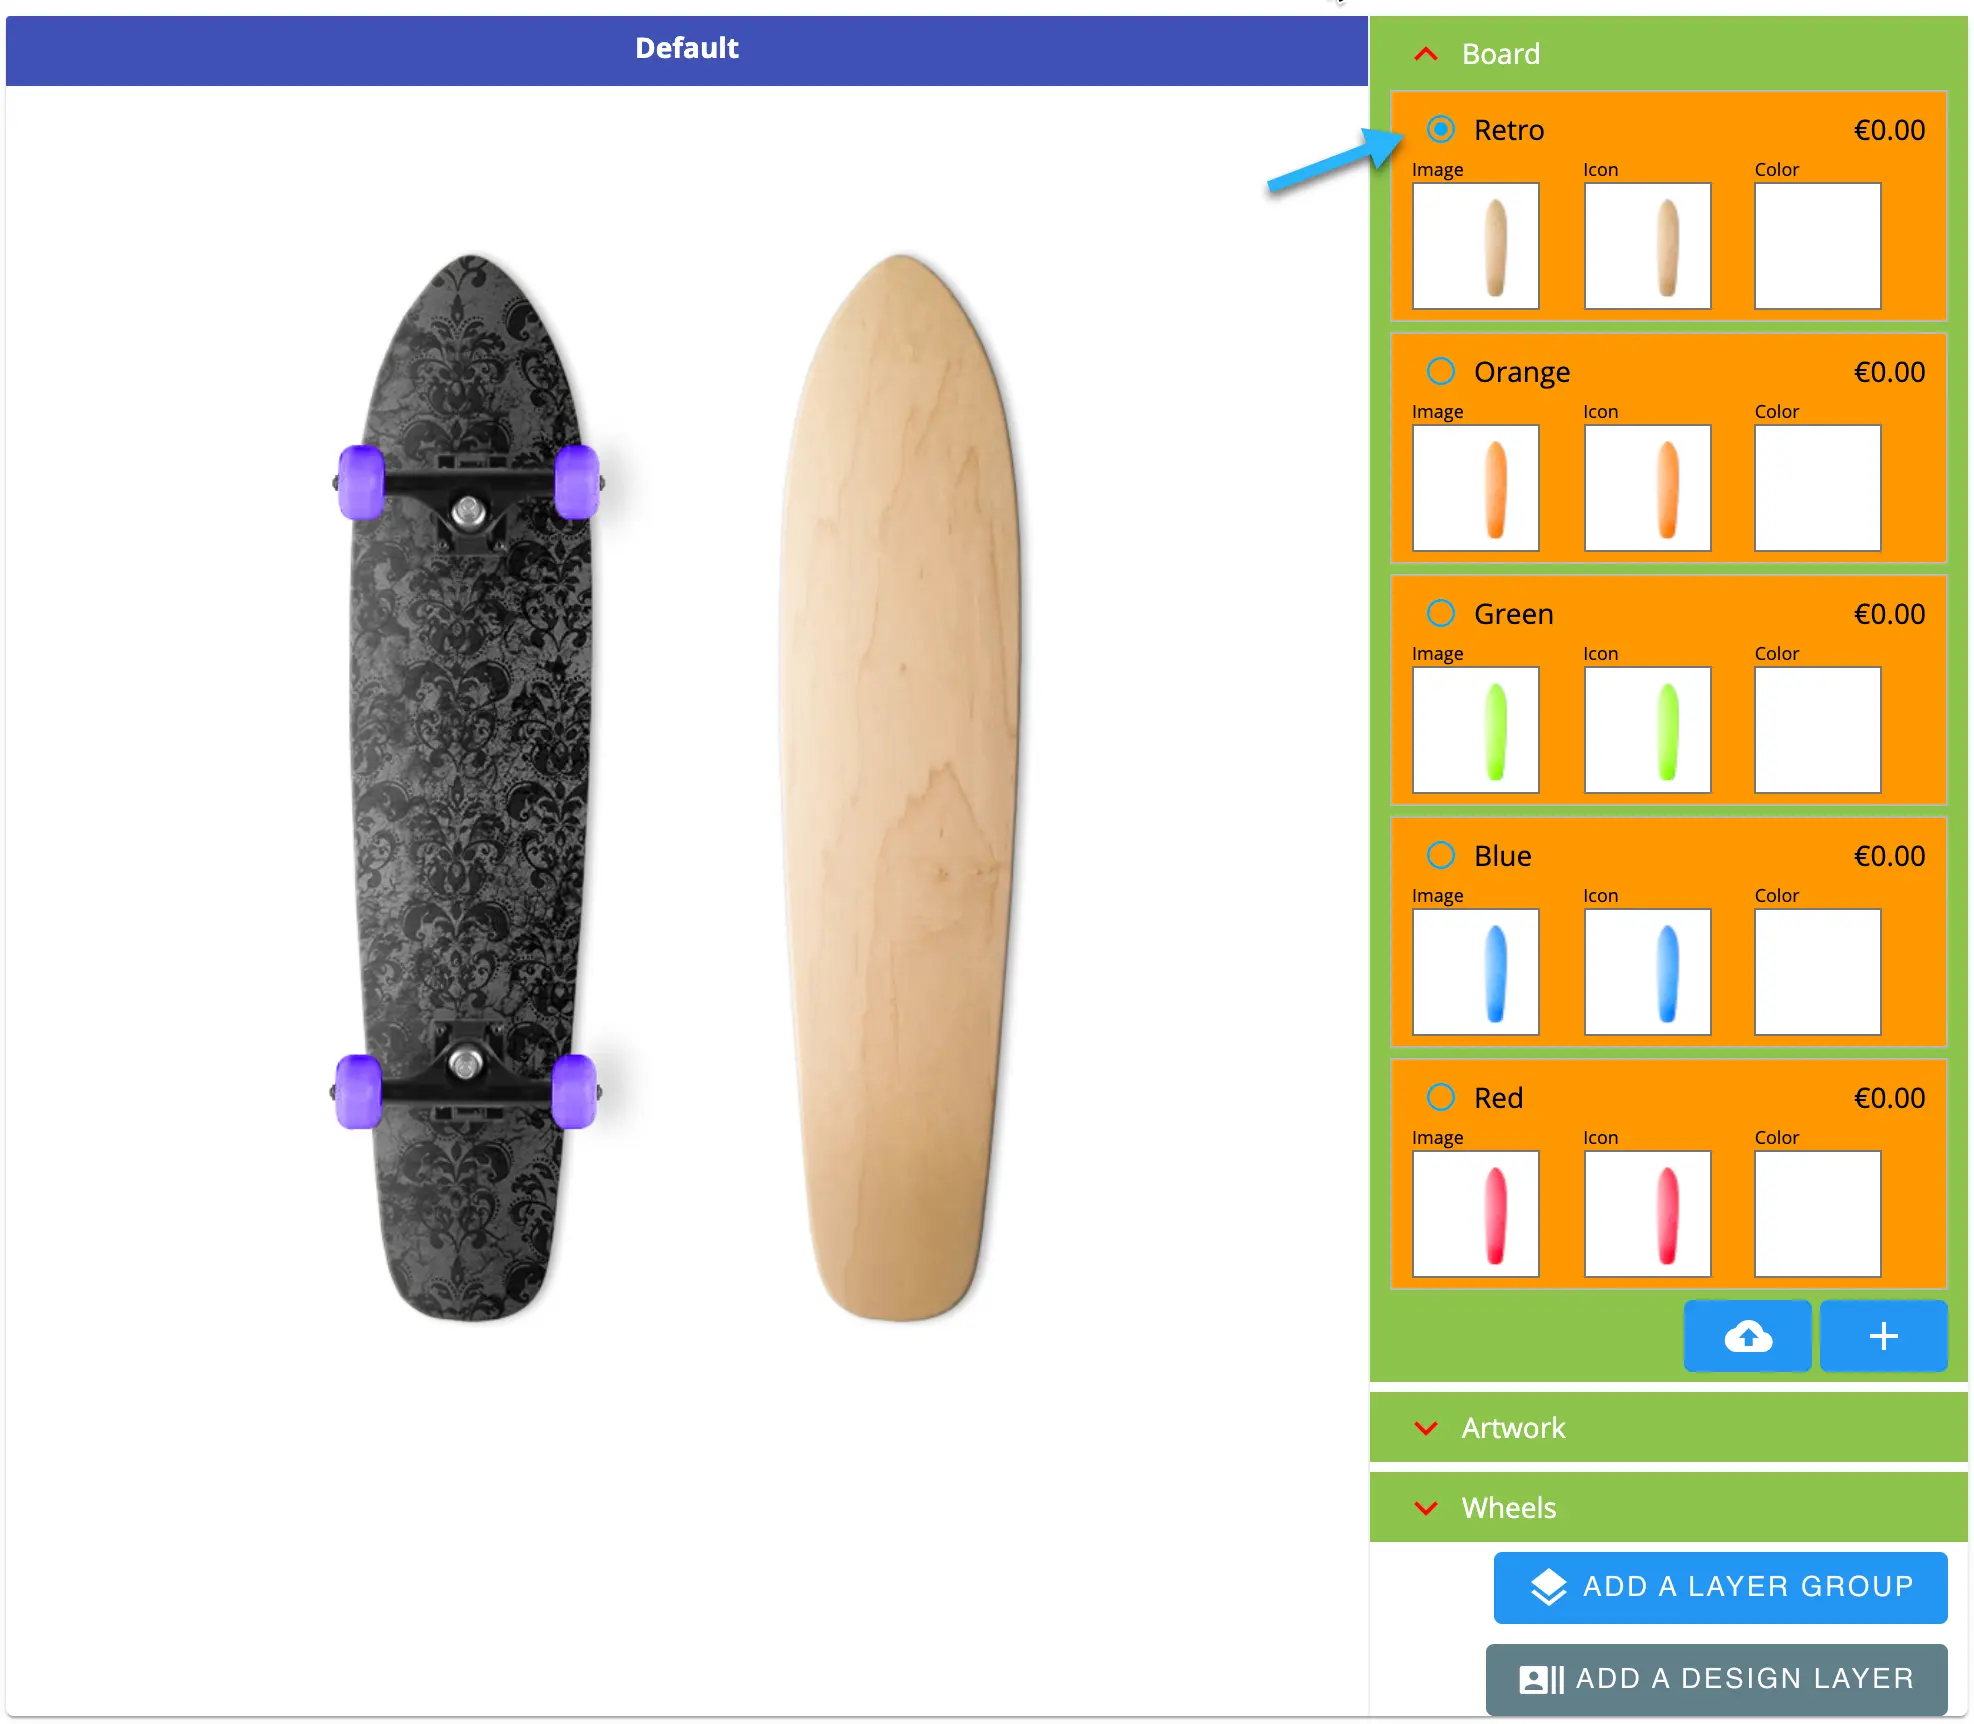 Default
Board
Retro €0.00
Image Icon Color
Orange €0.00
Image Icon Color
Green €0.00
Image Icon Color
Blue €0.00
Image Icon Color
Red €0.00
Image Icon Color
Artwork
Wheels
ADD A LAYER GROUP
ADD A DESIGN LAYER